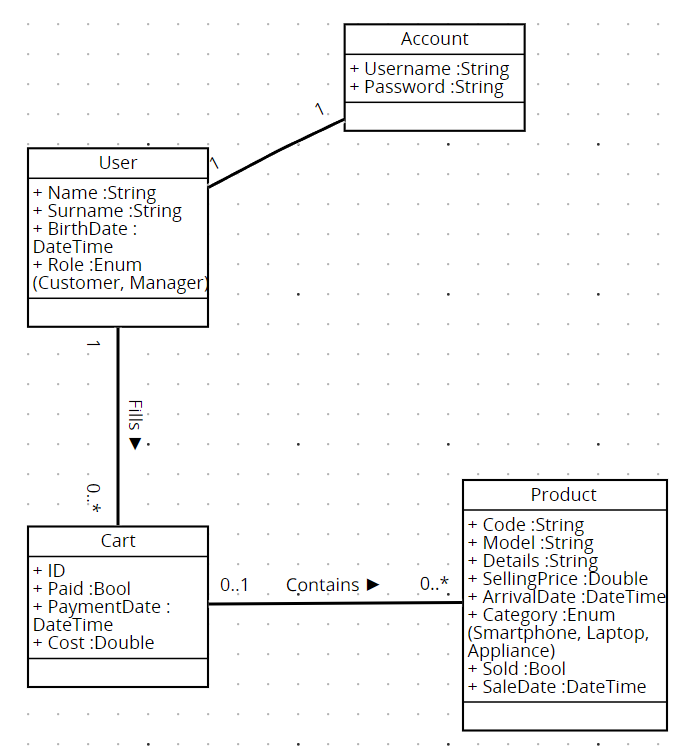 Account
+ Username :String
+ Password :String
1
1
User
+ Name :String
+ Surname :String
+ BirthDate :
DateTime
+ Role :Enum
(Customer, Manager)
1
Fills ▼
0..*
Cart
+ ID
+ Paid :Bool
+ PaymentDate :
DateTime
+ Cost :Double
0..1
Contains ►
0..*
Product
+ Code :String
+ Model :String
+ Details :String
+ SellingPrice :Double
+ ArrivalDate :DateTime
+ Category :Enum
(Smartphone, Laptop,
Appliance)
+ Sold :Bool
+ SaleDate :DateTime